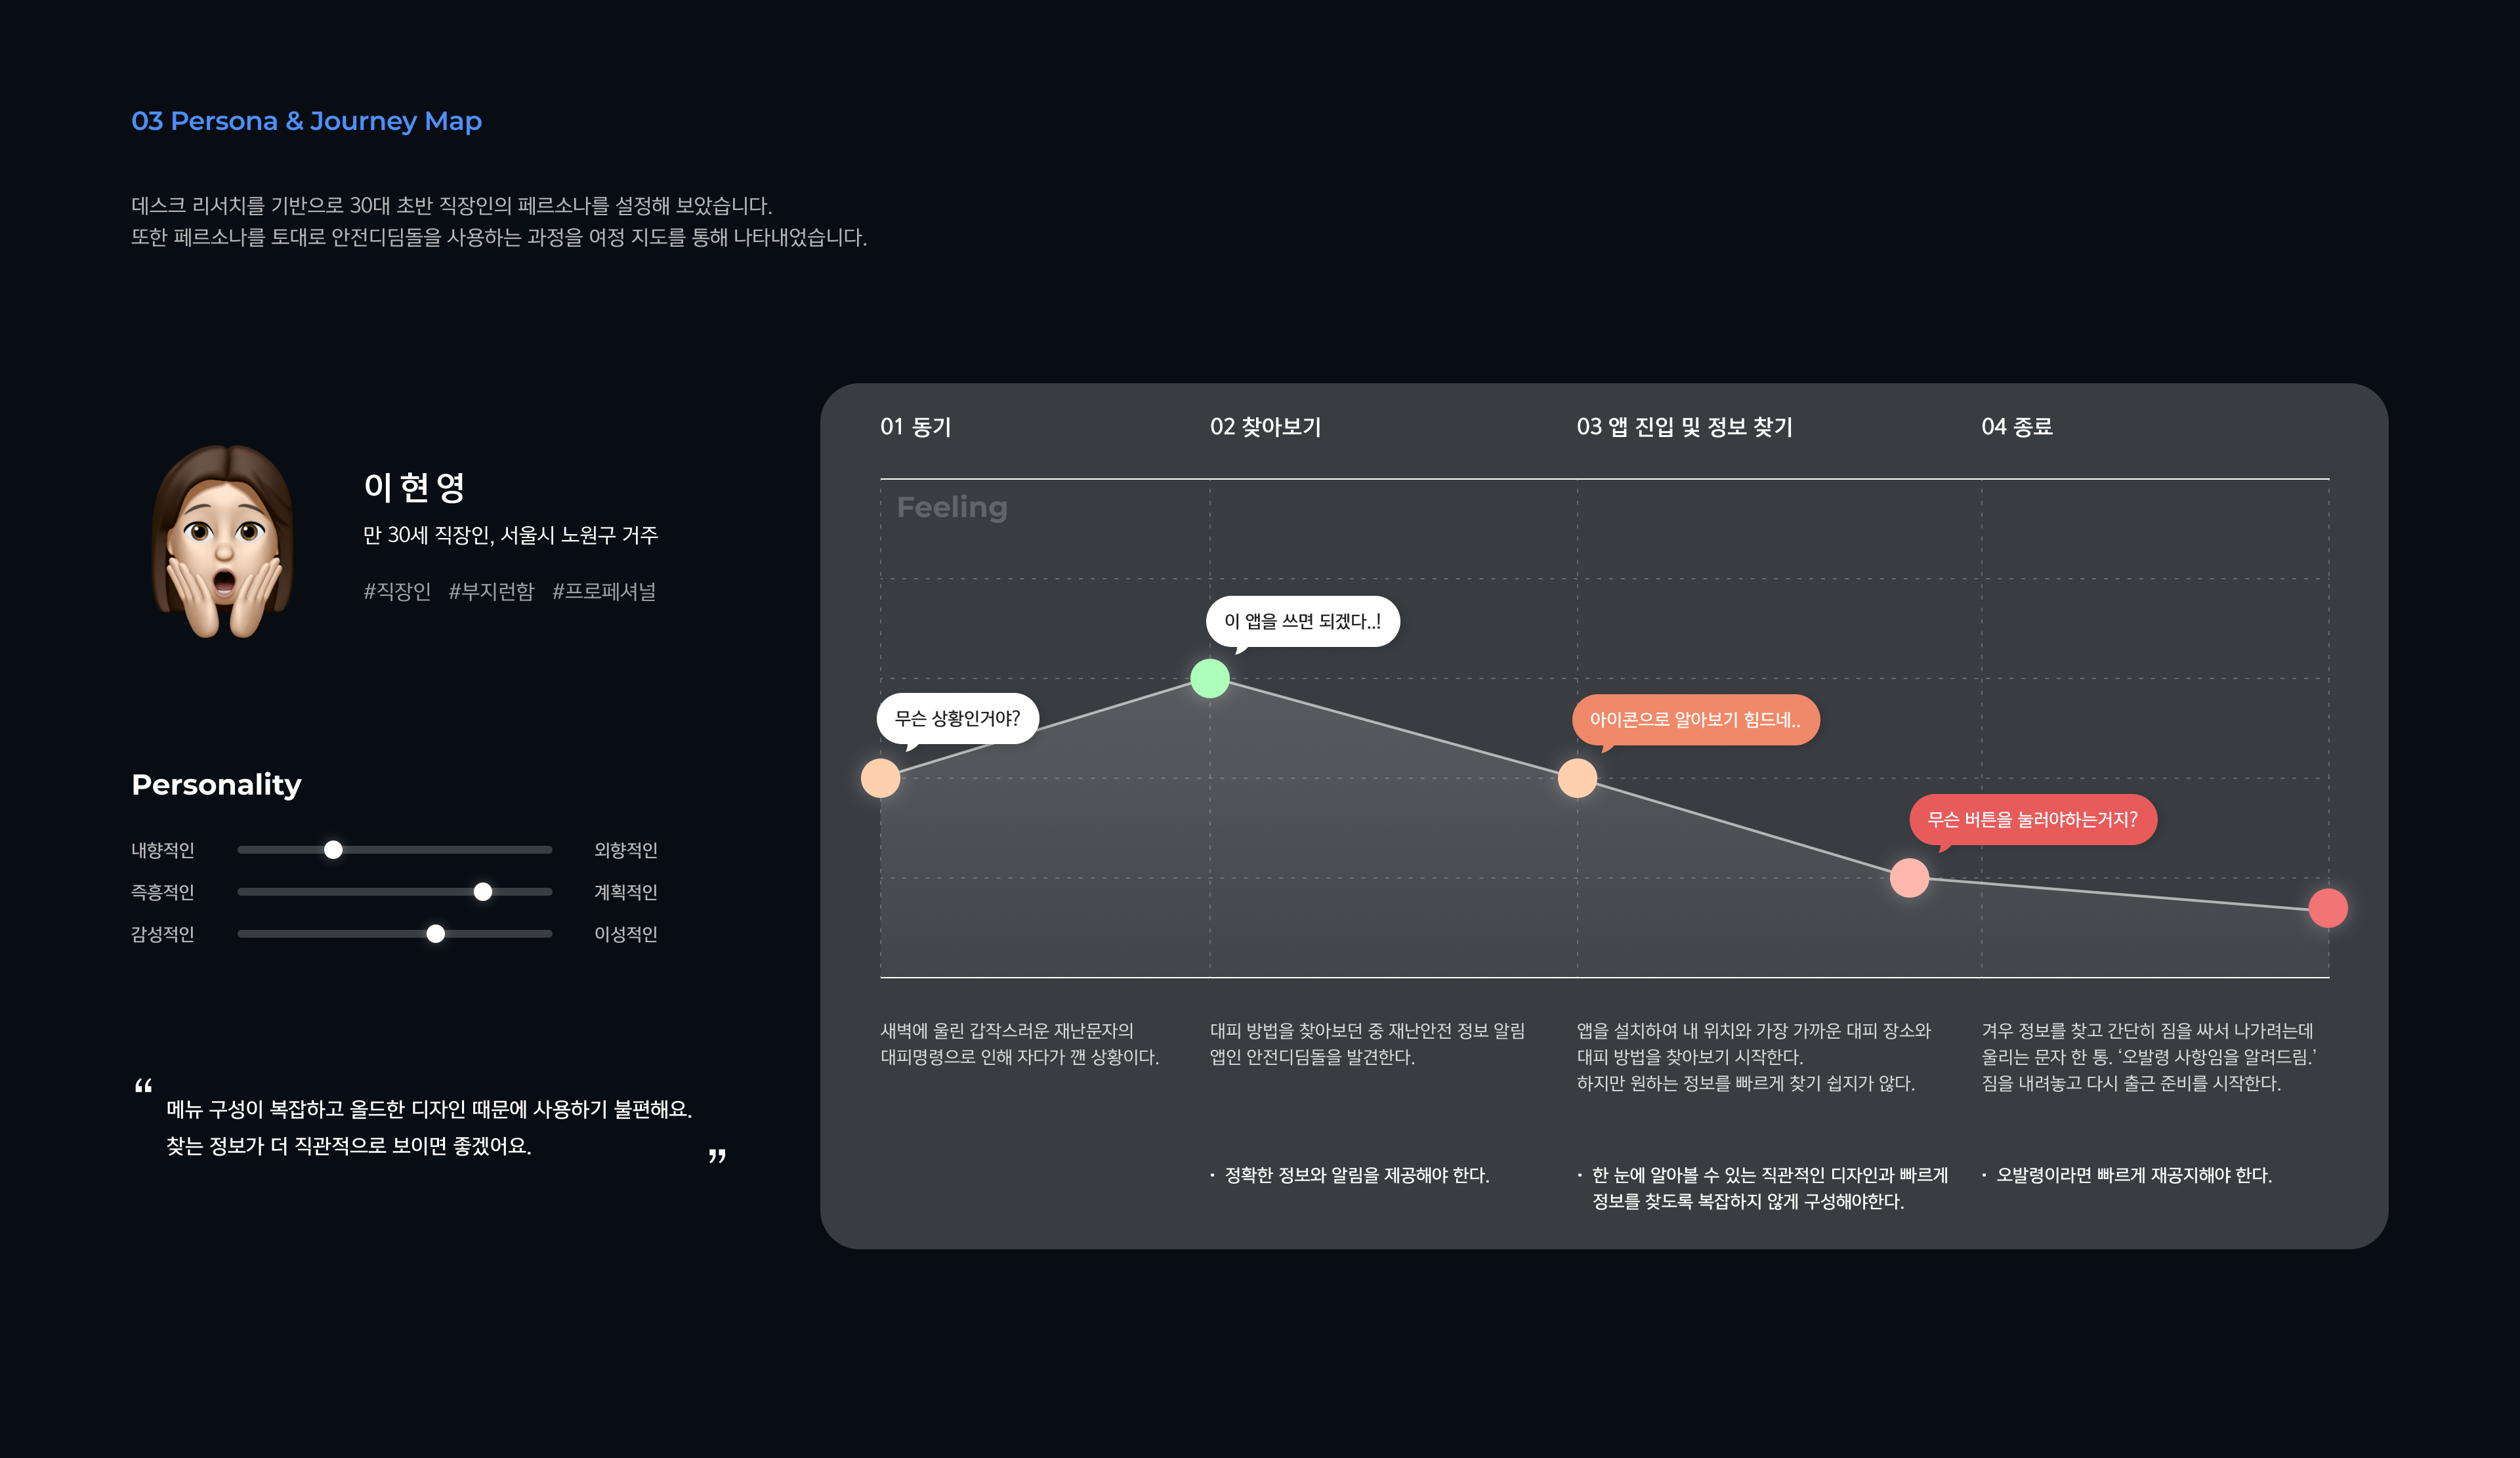 03 Persona & Journey Map
데스크 리서치를 기반으로 30대 초반 직장인의 페르소나를 설정해 보았습니다.
또한 페르소나를 토대로 안전디딤돌을 사용하는 과정을 여정 지도를 통해 나타내었습니다.
이현영
만 30세 직장인, 서울시 노원구 거주
#직장인 #부지런함 #프로페셔널
Personality
내향적인 외향적인
즉흥적인 계획적인
감성적인 이성적인
“
메뉴 구성이 복잡하고 올드한 디자인 때문에 사용하기 불편해요.
찾는 정보가 더 직관적으로 보이면 좋겠어요.
”
01 동기
02 찾아보기
03 앱 진입 및 정보 찾기
04 종료
Feeling
무슨 상황인거야?
이 앱을 쓰면 되겠다..!
아이콘으로 알아보기 힘드네..
무슨 버튼을 눌러야하는거지?
새벽에 울린 갑작스러운 재난문자의
대피명령으로 인해 자다가 깬 상황이다.
대피 방법을 찾아보던 중 재난안전 정보 알림
앱인 안전디딤돌을 발견한다.
· 정확한 정보와 알림을 제공해야 한다.
앱을 설치하여 내 위치와 가장 가까운 대피 장소와
대피 방법을 찾아보기 시작한다.
하지만 원하는 정보를 빠르게 찾기 쉽지가 않다.
· 한 눈에 알아볼 수 있는 직관적인 디자인과 빠르게
정보를 찾도록 복잡하지 않게 구성해야한다.
겨우 정보를 찾고 간단히 짐을 싸서 나가려는데
울리는 문자 한 통. ‘오발령 사항임을 알려드림.’
짐을 내려놓고 다시 출근 준비를 시작한다.
· 오발령이라면 빠르게 재공지해야 한다.